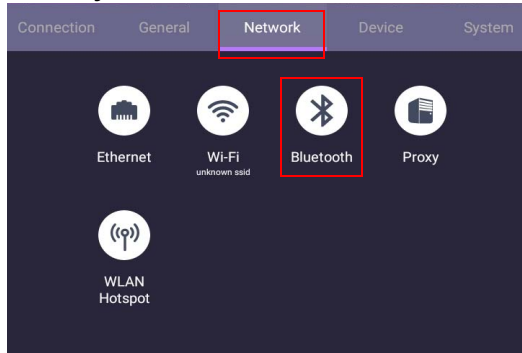 Connection General Network Device System
Ethernet Wi-Fi Bluetooth Proxy
unknown ssid
WLAN
Hotspot